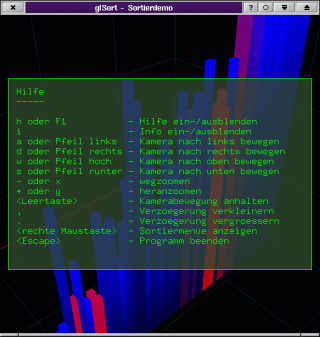 glSort - Sortierdemo
Hilfe
-----
h oder F1 - Hilfe ein-/ausblenden
i - Info ein-/ausblenden
a oder Pfeil links - Kamera nach links bewegen
d oder Pfeil rechts - Kamera nach rechts bewegen
w oder Pfeil hoch - Kamera nach oben bewegen
s oder Pfeil runter - Kamera nach unten bewegen
- oder x - wegzoomen
+ oder y - heranzoomen
<Leertaste> - Kamerabewegung anhalten
, - Verzoegerung verkleinern
. - Verzoegerung vergroessern
<rechte Maustaste> - Sortiermenue anzeigen
<Escape> - Programm beenden